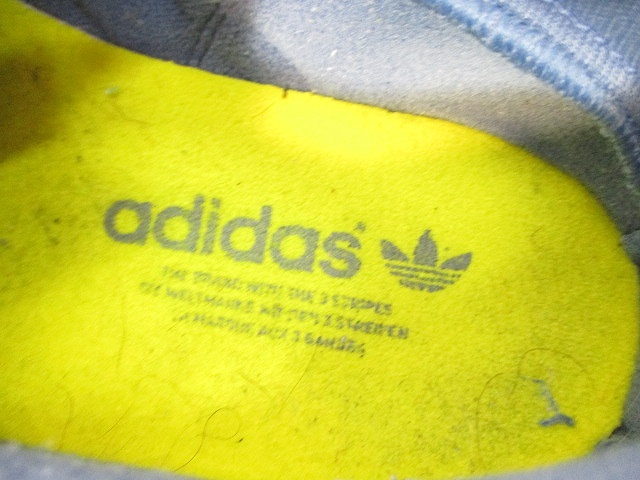 adidas
THE BRAND WITH THE 3 STRIPES
DIE WELTMARKE MIT DEN 3 STREIFEN
LA MARQUE AUX 3 BANDES